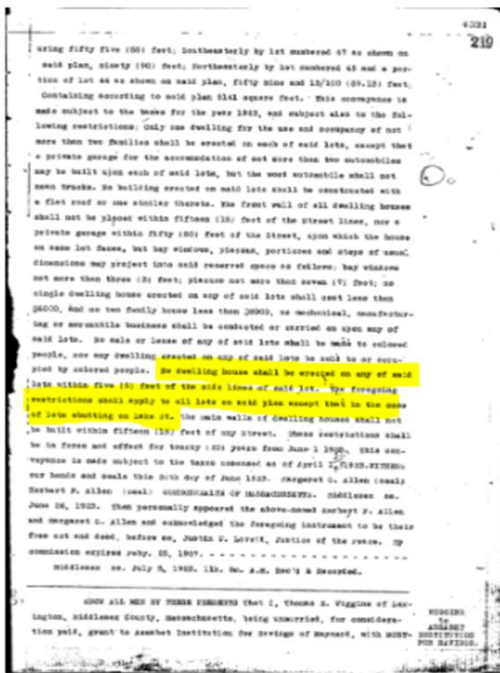 4331
219
uring fifty five (55) feet; Southeasterly by lot numbered 47 as shown on
said plan, ninety (90) feet; Northeasterly by lot numbered 45 and a por-
tion of lot 44 as shown on said plan, fifty nine and 13/100 feet;
Containing according to said plan 5141 square feet. This conveyance is
made subject to the taxes for the year 1923, and subject also to the fol-
lowing restrictions: Only one dwelling for the use and occupancy of not
more than two families shall be erected on each of said lots, except that
a private garage for the accomodation of not more than two automobiles
may be built upon each of said lots, but the word automobile shall not
mean trucks. No building erected on said lots shall be constructed with
a flat roof or one similar thereto. The front wall of all dwelling houses
shall not be placed within fifteen (15) feet of the Street lines, nor a
private garage within fifty (50) feet of the Street, upon which the house
on same lot faces, but bay windows, piazzas, porticos and steps of usual
dimensions may project into said reserved space as follows: bay windows
not more than three (3) feet; piazzas not more than seven (7) feet; no
single dwelling house erected on any of said lots shall cost less than
And no two family house less than $8000, no mechanical, manufactur-
ing or mercantile business shall be conducted or carried on upon any of
said lots. No sale or lease of any of said lots shall be made to colored
people, nor any dwelling erected on any of said lots be sold to or occu-
pied by colored people. No dwelling house shall be erected on any of said
lots within five (5) feet of the side lines of said lot. The foregoing
restrictions shall apply to all lots on said plan except that in the case
of lots abutting on Lake St. the main walls of dwelling houses shall not
be built within fifteen (15) feet of any street. These restrictions shall
be in force and effect for twenty years from June 1 1923. This con-
veyance is made subject to the taxes assessed as of April 1, 1923. WITNESS
our hands and seals this day of June 1923. Margaret C. Allen (seal)
Herbert F. Allen (seal) COMMONWEALTH OF MASSACHUSETTS. Middlesex ss.
June 1923. Then personally appeared the above-named Herbert F. Allen
and Margaret C. Allen and acknowledged the foregoing instrument to be their
free act and deed, before me, Justin Justice of the Peace. My
commission expires
Middlesex ss. July 1923. 11h. A.M. Rec'd & Recorded.
KNOW ALL MEN BY THESE PRESENTS that I, Thomas Wiggins of Lex-
ington, Middlesex County, Massachusetts, being unmarried, for considera-
tion paid, grant to Assabet Institution for Savings of Maynard, with MORT-
WIGGINS
to
ASSABET
INSTITUTION
FOR SAVINGS.